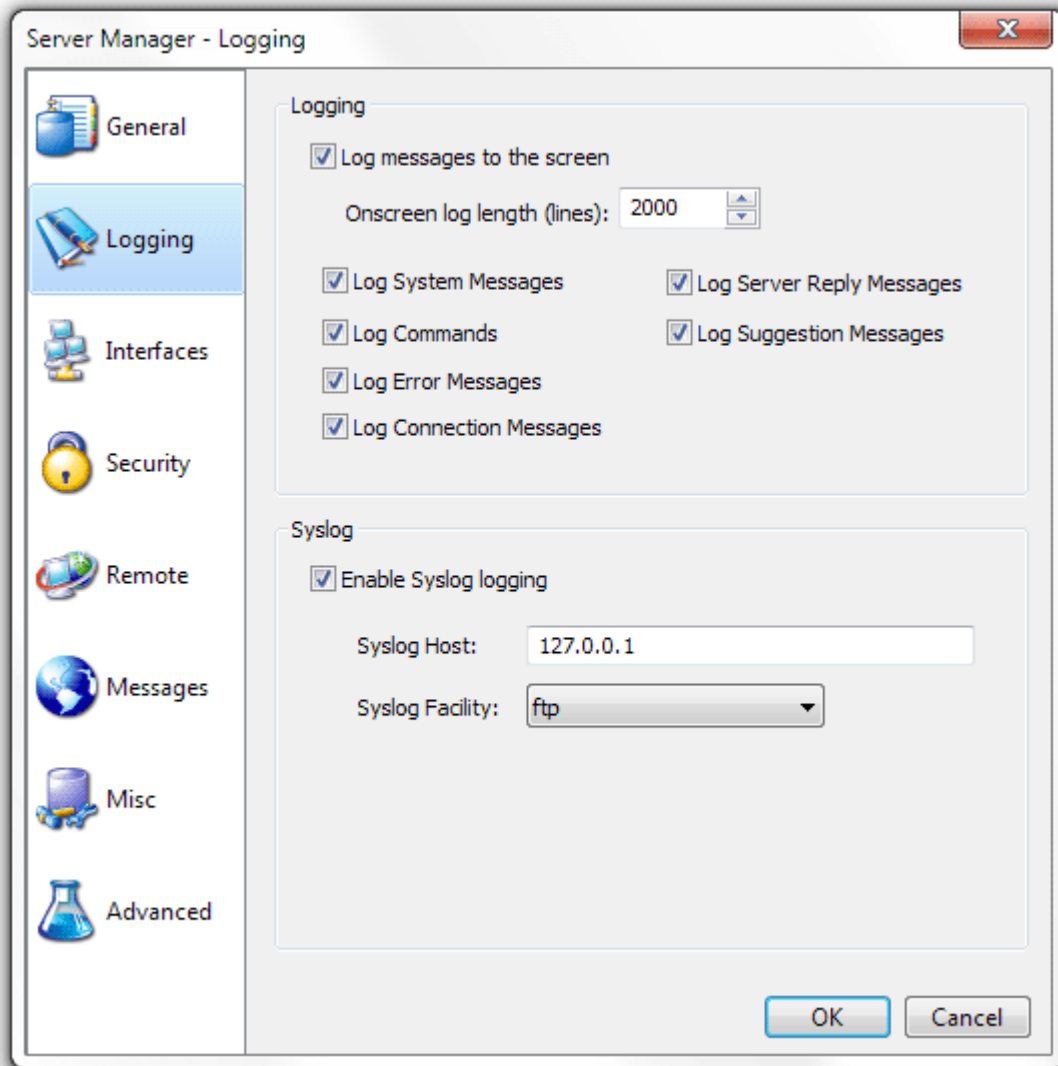 Server Manager - Logging
General
Logging
Interfaces
Security
Remote
Messages
Misc
Advanced
Logging
Log messages to the screen
Onscreen log length (lines): 2000
Log System Messages
Log Server Reply Messages
Log Commands
Log Suggestion Messages
Log Error Messages
Log Connection Messages
Syslog
Enable Syslog logging
Syslog Host: 127.0.0.1
Syslog Facility: ftp
OK
Cancel